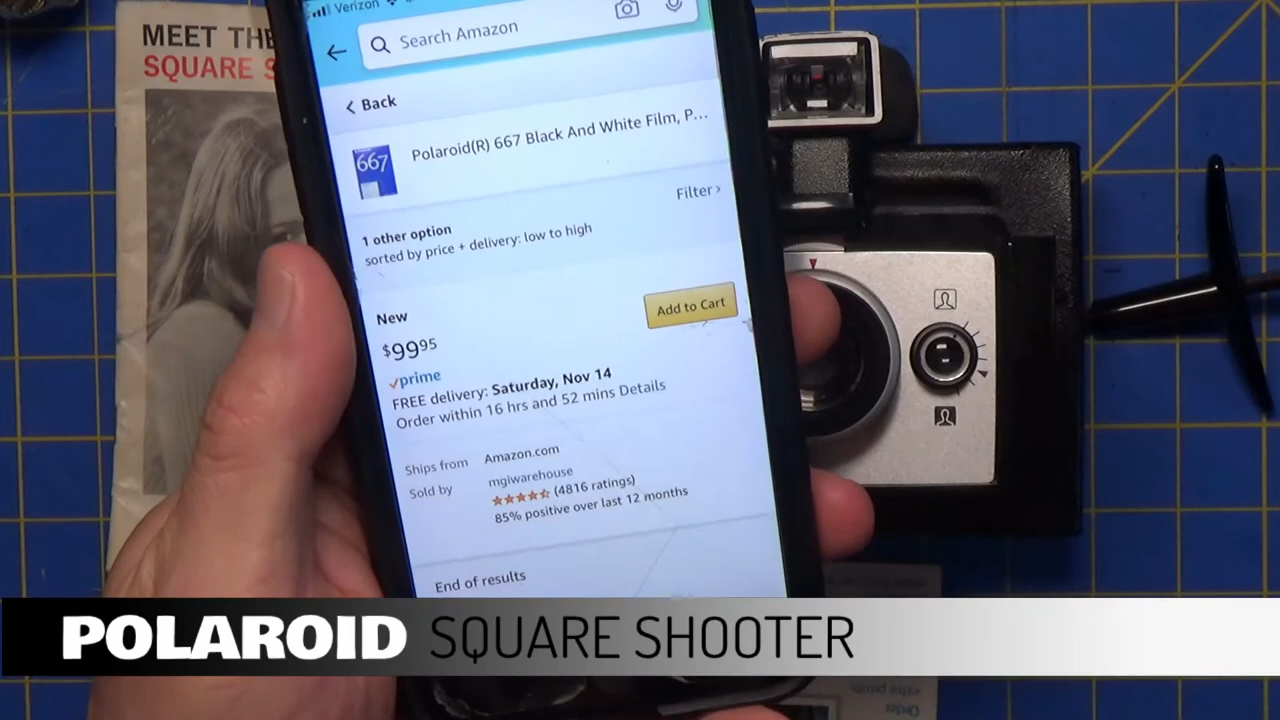 Verizon
MEET THE
SQUARE S
Search Amazon
Back
667
Polaroid(R) 667 Black And White Film, P...
Filter
1 other option
sorted by price + delivery: low to high
New
Add to Cart
$99 95
prime
FREE delivery: Saturday, Nov 14
Order within 16 hrs and 52 mins Details
Ships from Amazon.com
Sold by mgiwarehouse
(4816 ratings)
85% positive over last 12 months
End of results
POLAROID SQUARE SHOOTER
Order